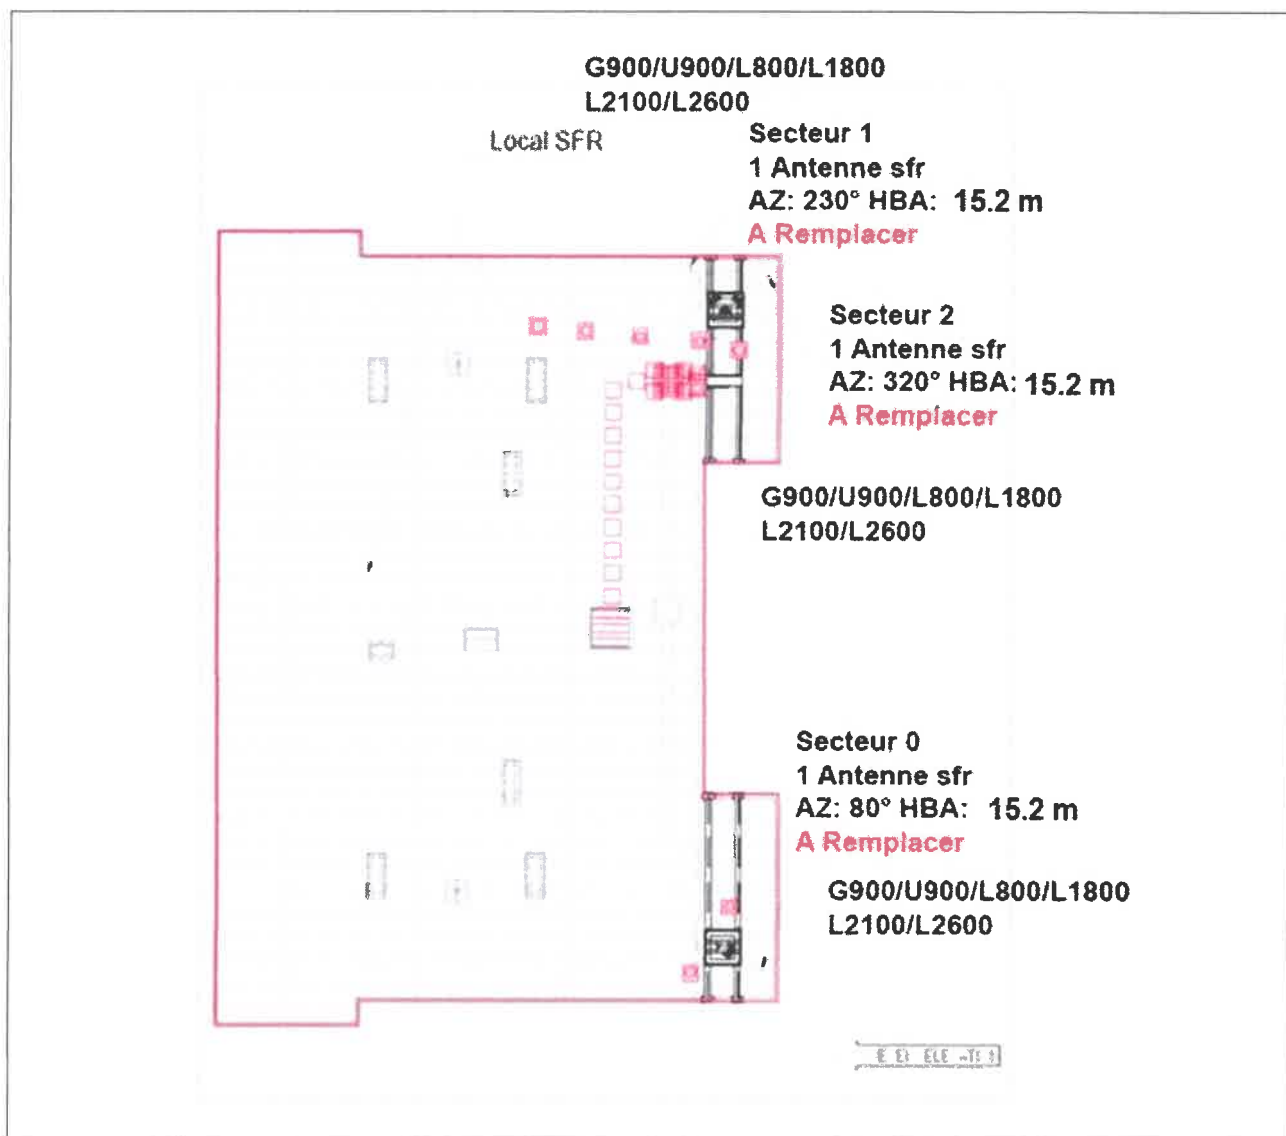 G900/U900/L800/L1800
L2100/L2600
Local SFR
Secteur 1
1 Antenne sfr
AZ: 230° HBA: 15.2 m
A Remplacer
Secteur 2
1 Antenne sfr
AZ: 320° HBA: 15.2 m
A Remplacer
G900/U900/L800/L1800
L2100/L2600
Secteur 0
1 Antenne sfr
AZ: 80° HBA: 15.2 m
A Remplacer
G900/U900/L800/L1800
L2100/L2600